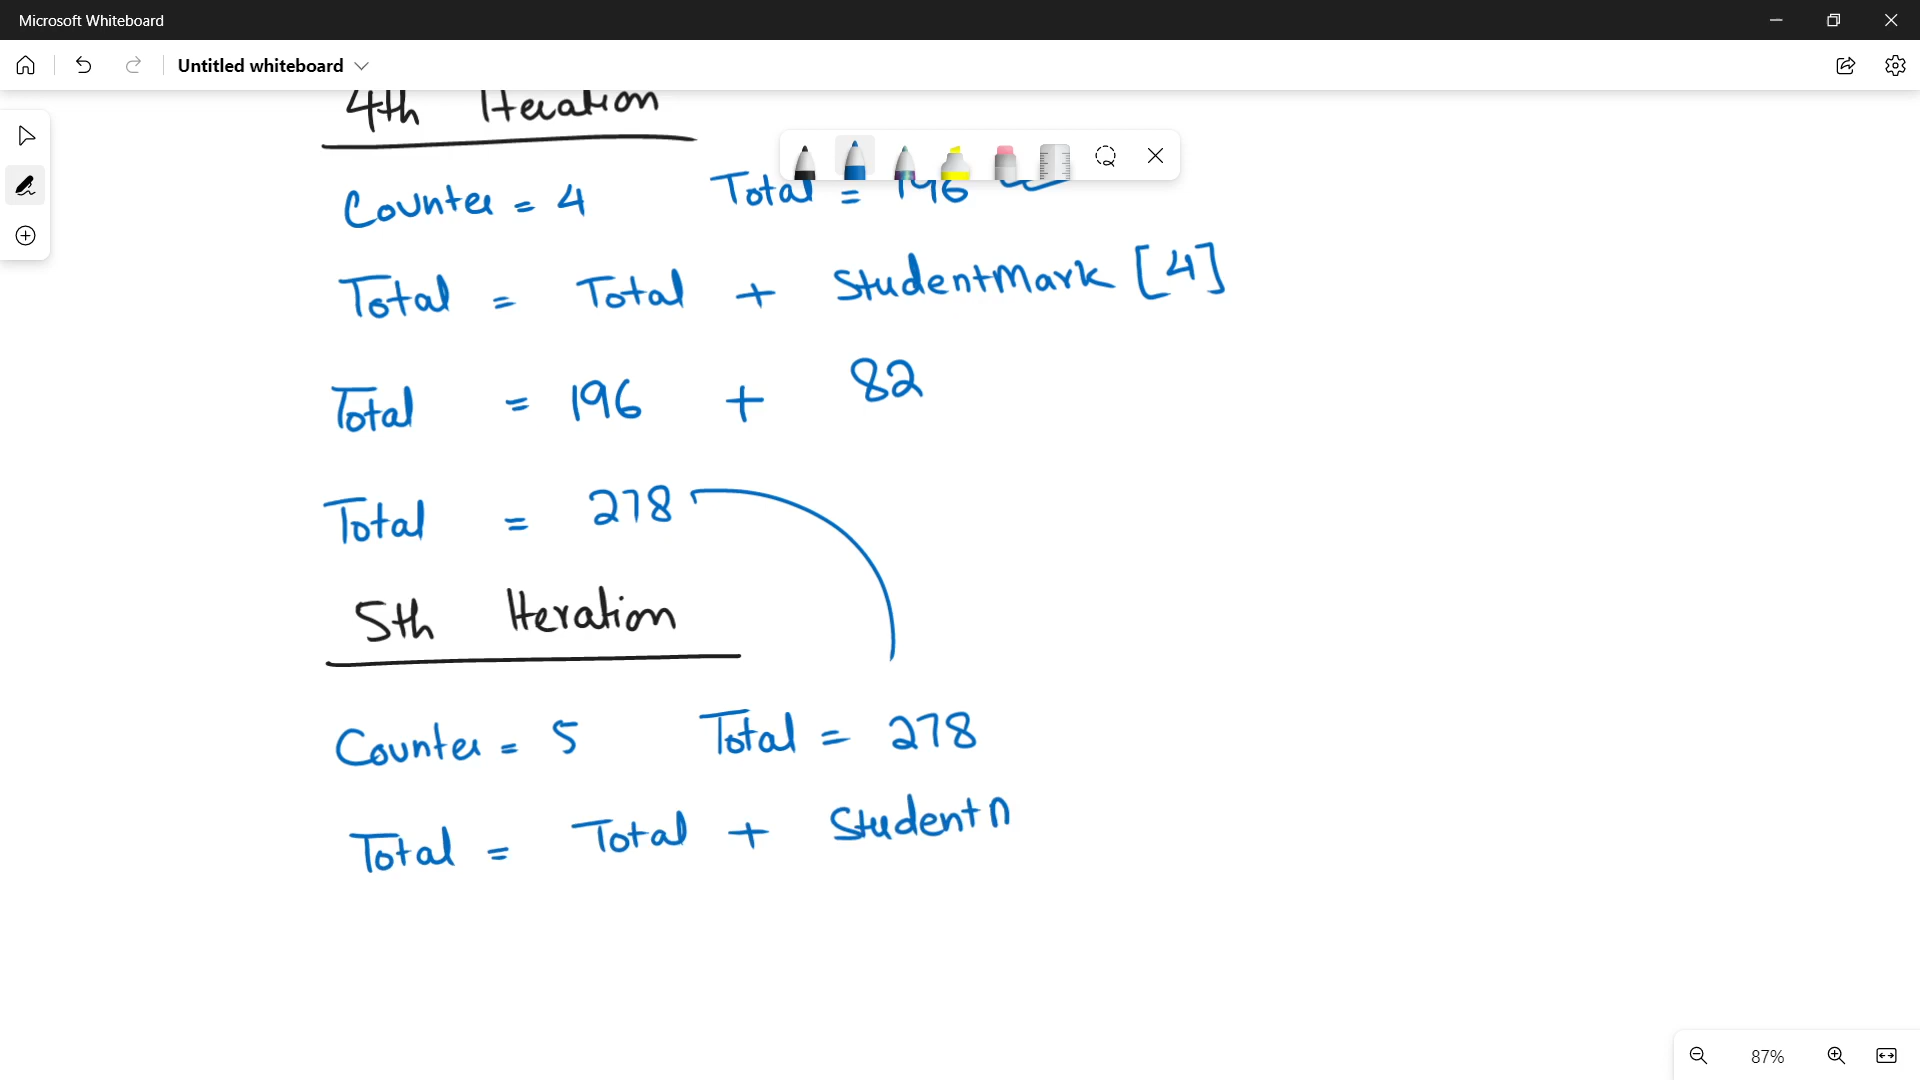 Microsoft Whiteboard
Untitled whiteboard
4th Iteration
Counter = 4 Total = 196
Total = Total + StudentMark [4]
Total = 196 + 82
Total = 278
5th Iteration
Counter = 5 Total = 278
Total = Total + Student
87%